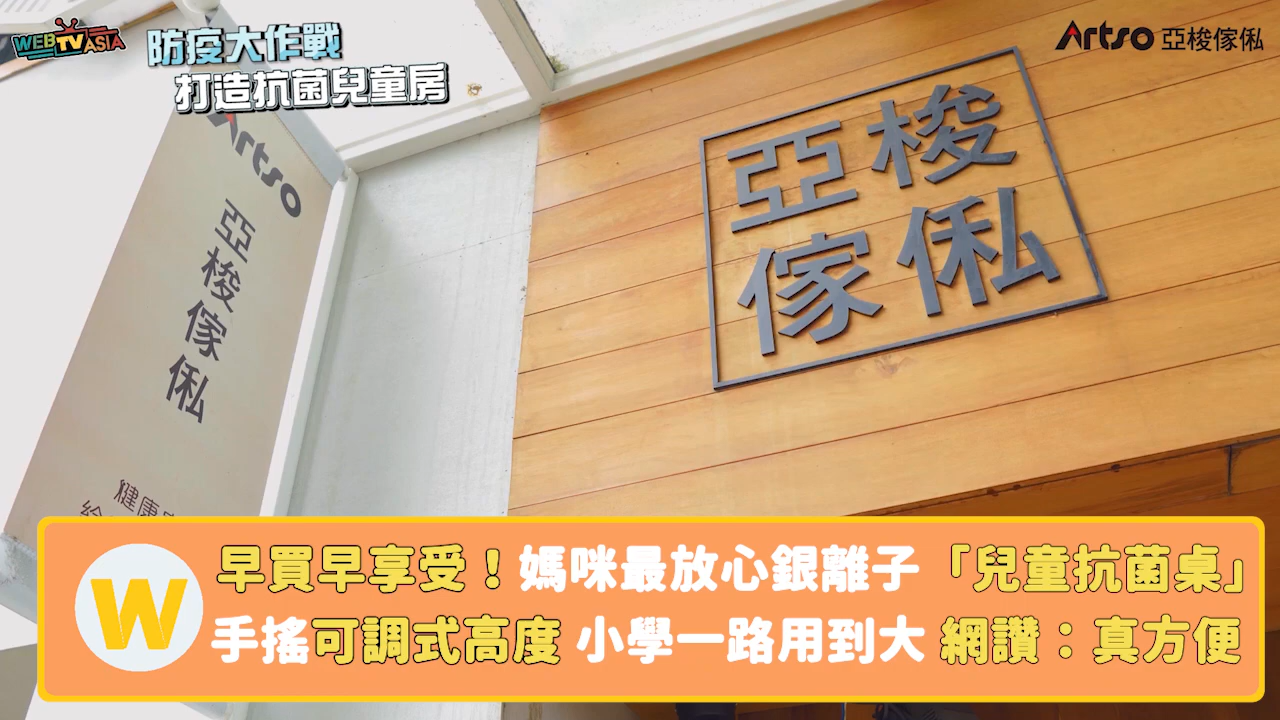 WEBTVASIA
防疫大作戰
打造抗菌兒童房
Artso 亞梭傢俬
Artso
亞梭傢俬
健康
亞梭
傢俬
W
早買早享受！媽咪最放心銀離子「兒童抗菌桌」
手搖可調式高度 小學一路用到大 網讚：真方便